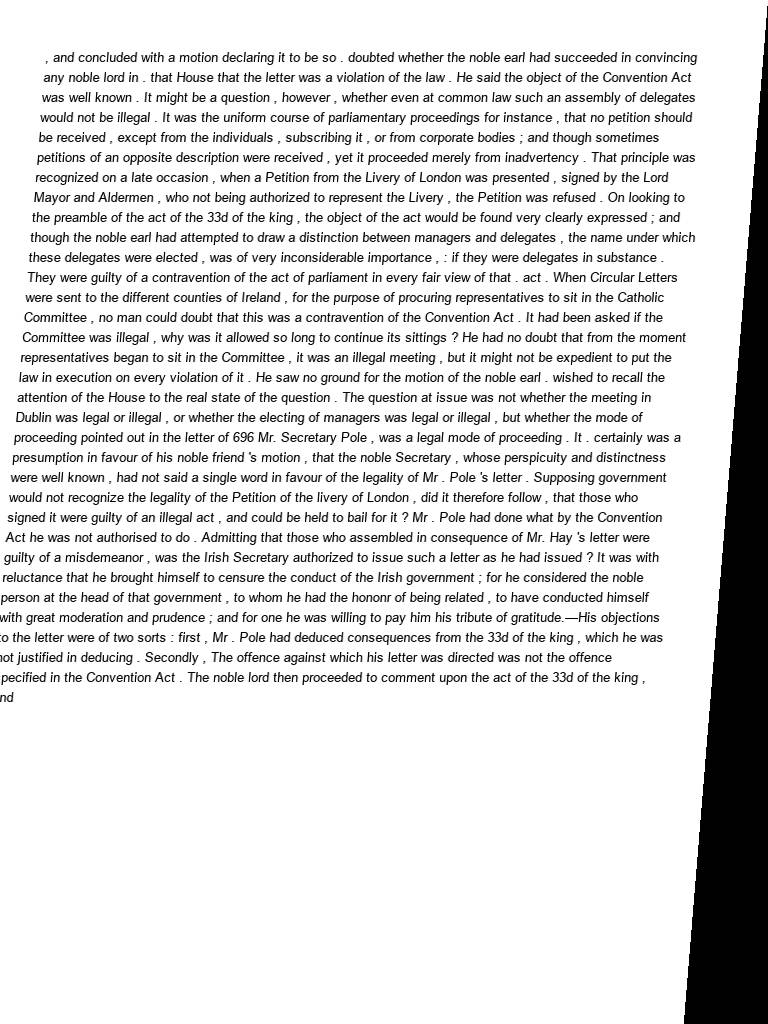 , and concluded with a motion declaring it to be so . doubted whether the noble earl had succeeded in convincing
any noble lord in . that House that the letter was a violation of the law . He said the object of the Convention Act
was well known . It might be a question , however , whether even at common law such an assembly of delegates
would not be illegal . It was the uniform course of parliamentary proceedings for instance , that no petition should
be received , except from the individuals , subscribing it , or from corporate bodies ; and though sometimes
petitions of an opposite description were received , yet it proceeded merely from inadvertency . That principle was
recognized on a late occasion , when a Petition from the Livery of London was presented , signed by the Lord
Mayor and Aldermen , who not being authorized to represent the Livery , the Petition was refused . On looking to
the preamble of the act of the 33d of the king , the object of the act would be found very clearly expressed ; and
though the noble earl had attempted to draw a distinction between managers and delegates , the name under which
these delegates were elected , was of very inconsiderable importance , : if they were delegates in substance .
They were guilty of a contravention of the act of parliament in every fair view of that . act . When Circular Letters
were sent to the different counties of Ireland , for the purpose of procuring representatives to sit in the Catholic
Committee , no man could doubt that this was a contravention of the Convention Act . It had been asked if the
Committee was illegal , why was it allowed so long to continue its sittings ? He had no doubt that from the moment
representatives began to sit in the Committee , it was an illegal meeting , but it might not be expedient to put the
law in execution on every violation of it . He saw no ground for the motion of the noble earl . wished to recall the
attention of the House to the real state of the question . The question at issue was not whether the meeting in
Dublin was legal or illegal , or whether the electing of managers was legal or illegal , but whether the mode of
proceeding pointed out in the letter of 696 Mr. Secretary Pole , was a legal mode of proceeding . It . certainly was a
presumption in favour of his noble friend 's motion , that the noble Secretary , whose perspicuity and distinctness
were well known , had not said a single word in favour of the legality of Mr . Pole 's letter . Supposing government
would not recognize the legality of the Petition of the livery of London , did it therefore follow , that those who
signed it were guilty of an illegal act , and could be held to bail for it ? Mr . Pole had done what by the Convention
Act he was not authorised to do . Admitting that those who assembled in consequence of Mr. Hay 's letter were
guilty of a misdemeanor , was the Irish Secretary authorized to issue such a letter as he had issued ? It was with
reluctance that he brought himself to censure the conduct of the Irish government ; for he considered the noble
person at the head of that government , to whom he had the hononr of being related , to have conducted himself
with great moderation and prudence ; and for one he was willing to pay him his tribute of gratitude.—His objections
to the letter were of two sorts : first , Mr . Pole had deduced consequences from the 33d of the king , which he was
not justified in deducing . Secondly , The offence against which his letter was directed was not the offence
pecified in the Convention Act . The noble lord then proceeded to comment upon the act of the 33d of the king ,
nd